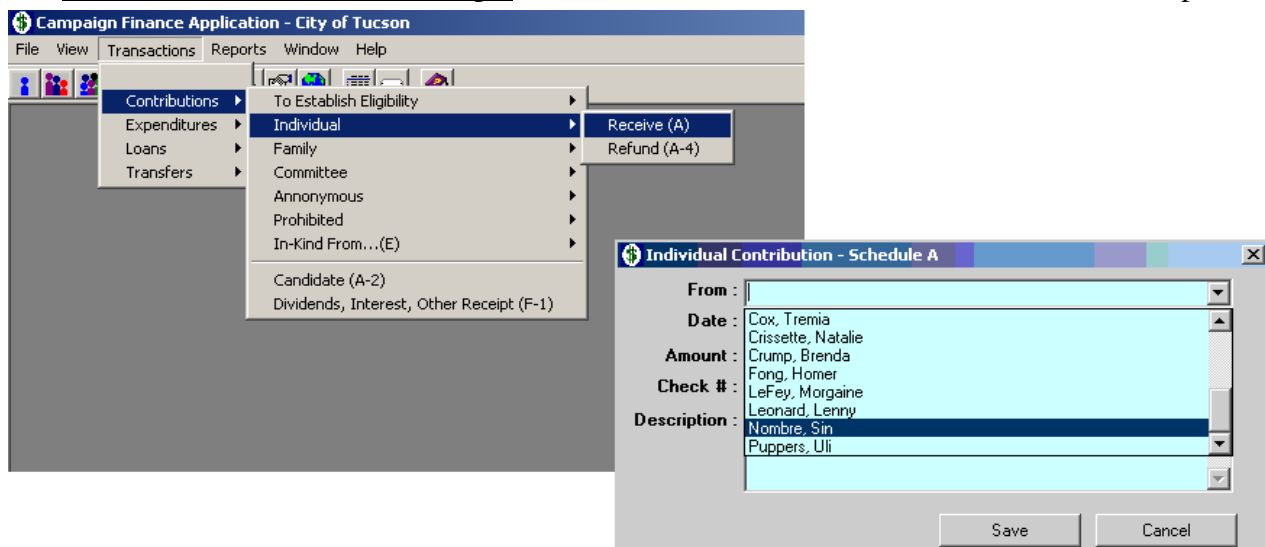 Campaign Finance Application - City of Tucson
File View Transactions Reports Window Help
Contributions
Expenditures
Loans
Transfers
To Establish Eligibility
Individual
Family
Committee
Annonymous
Prohibited
In-Kind From...(E)
Candidate (A-2)
Dividends, Interest, Other Receipt (F-1)
Receive (A)
Refund (A-4)
Individual Contribution - Schedule A
From :
Date :
Amount :
Check # :
Description :
Cox, Tremia
Crissette, Natalie
Crump, Brenda
Fong, Homer
LeFey, Morgaine
Leonard, Lenny
Nombre, Sin
Puppers, Uli
Save Cancel